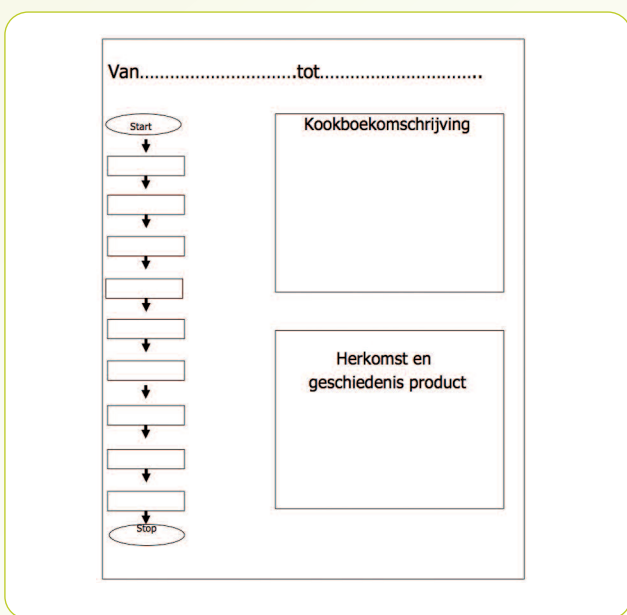 Van...............................tot................................
Start
Kookboekomschrijving
Herkomst en
geschiedenis product
Stop